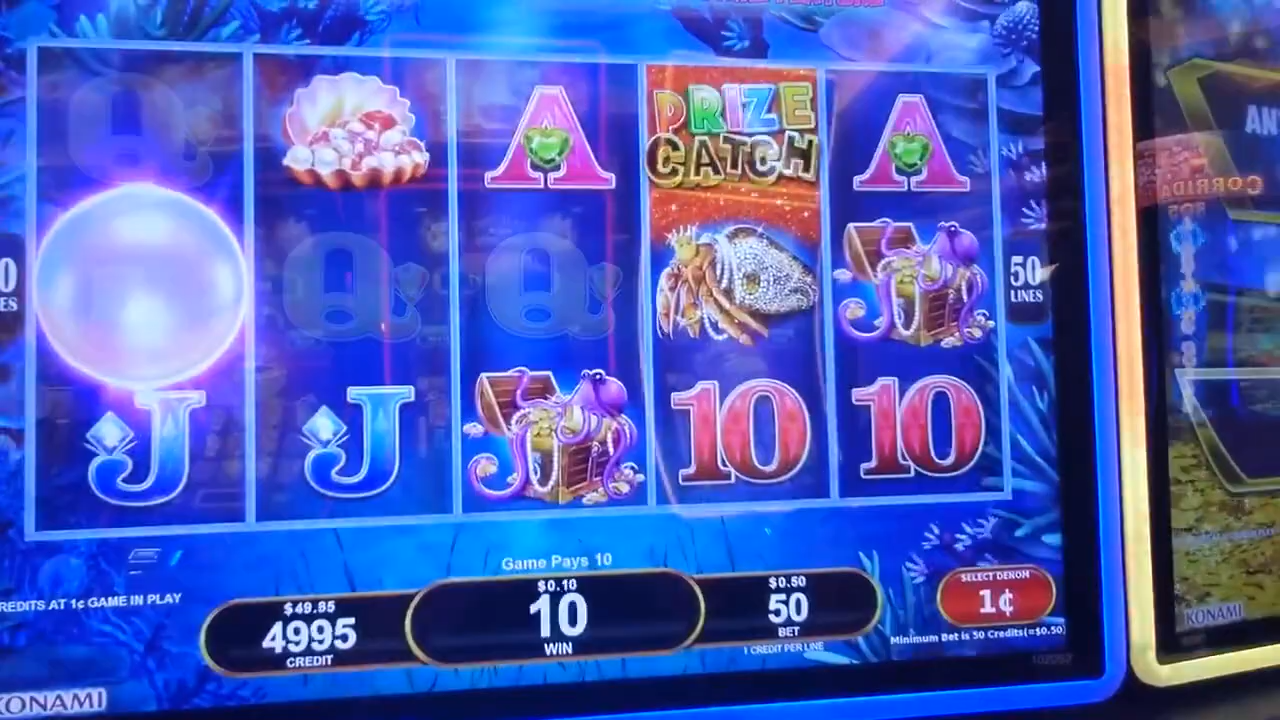 Q
A
PRIZE
CATCH
A
Q
Q
50
LINES
J
J
10
10
Game Pays 10
CREDITS AT 1¢ GAME IN PLAY
$49.85
4995
CREDIT
$0.10
10
WIN
$0.50
50
BET
1 CREDIT PER LINE
SELECT DENOM
1¢
Minimum Bet is 50 Credits(=$0.50)
KONAMI
AN
KONAMI